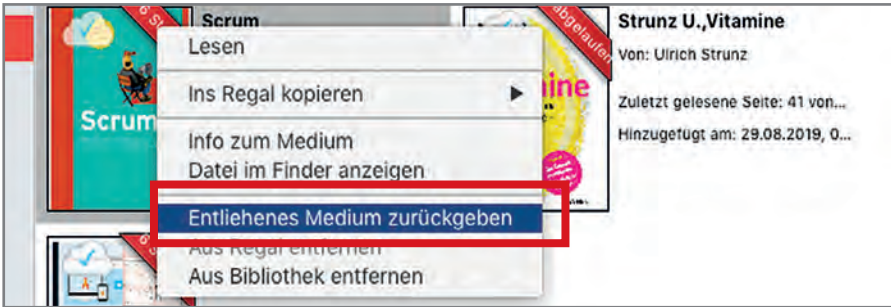 Scrum
Lesen
Ins Regal kopieren
Info zum Medium
Datei im Finder anzeigen
Entliehenes Medium zurückgeben
Aus Regal entfernen
Aus Bibliothek entfernen
Scrum
abgelaufen
ine
Strunz U.,Vitamine
Von: Ulrich Strunz
Zuletzt gelesene Seite: 41 von...
Hinzugefügt am: 29.08.2019, 0...